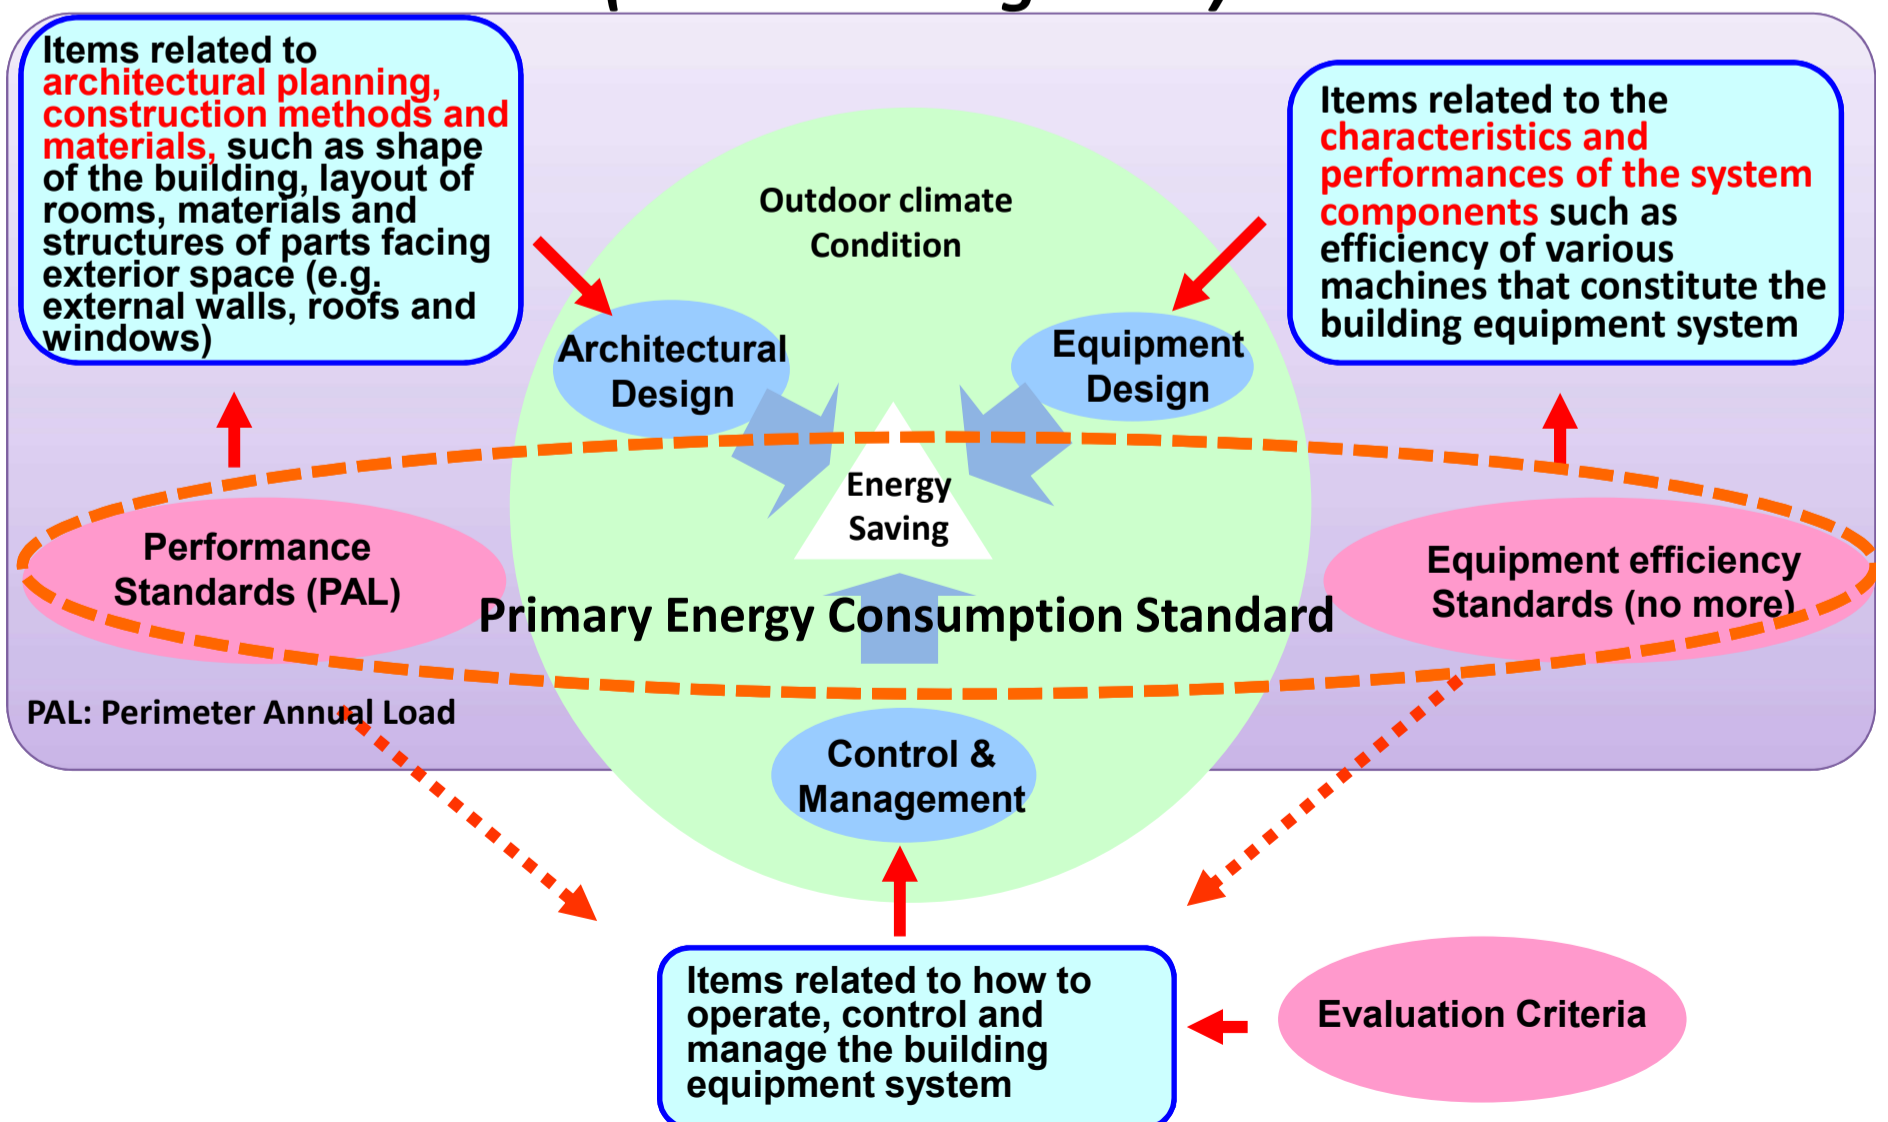 Items related to
architectural planning,
construction methods and
materials, such as shape
of the building, layout of
rooms, materials and
structures of parts facing
exterior space (e.g.
external walls, roofs and
windows)
Items related to the
characteristics and
performances of the system
components such as
efficiency of various
machines that constitute the
building equipment system
Outdoor climate
Condition
Architectural
Design
Equipment
Design
Energy
Saving
Performance
Standards (PAL)
Equipment efficiency
Standards (no more)
Primary Energy Consumption Standard
PAL: Perimeter Annual Load
Control &
Management
Items related to how to
operate, control and
manage the building
equipment system
Evaluation Criteria